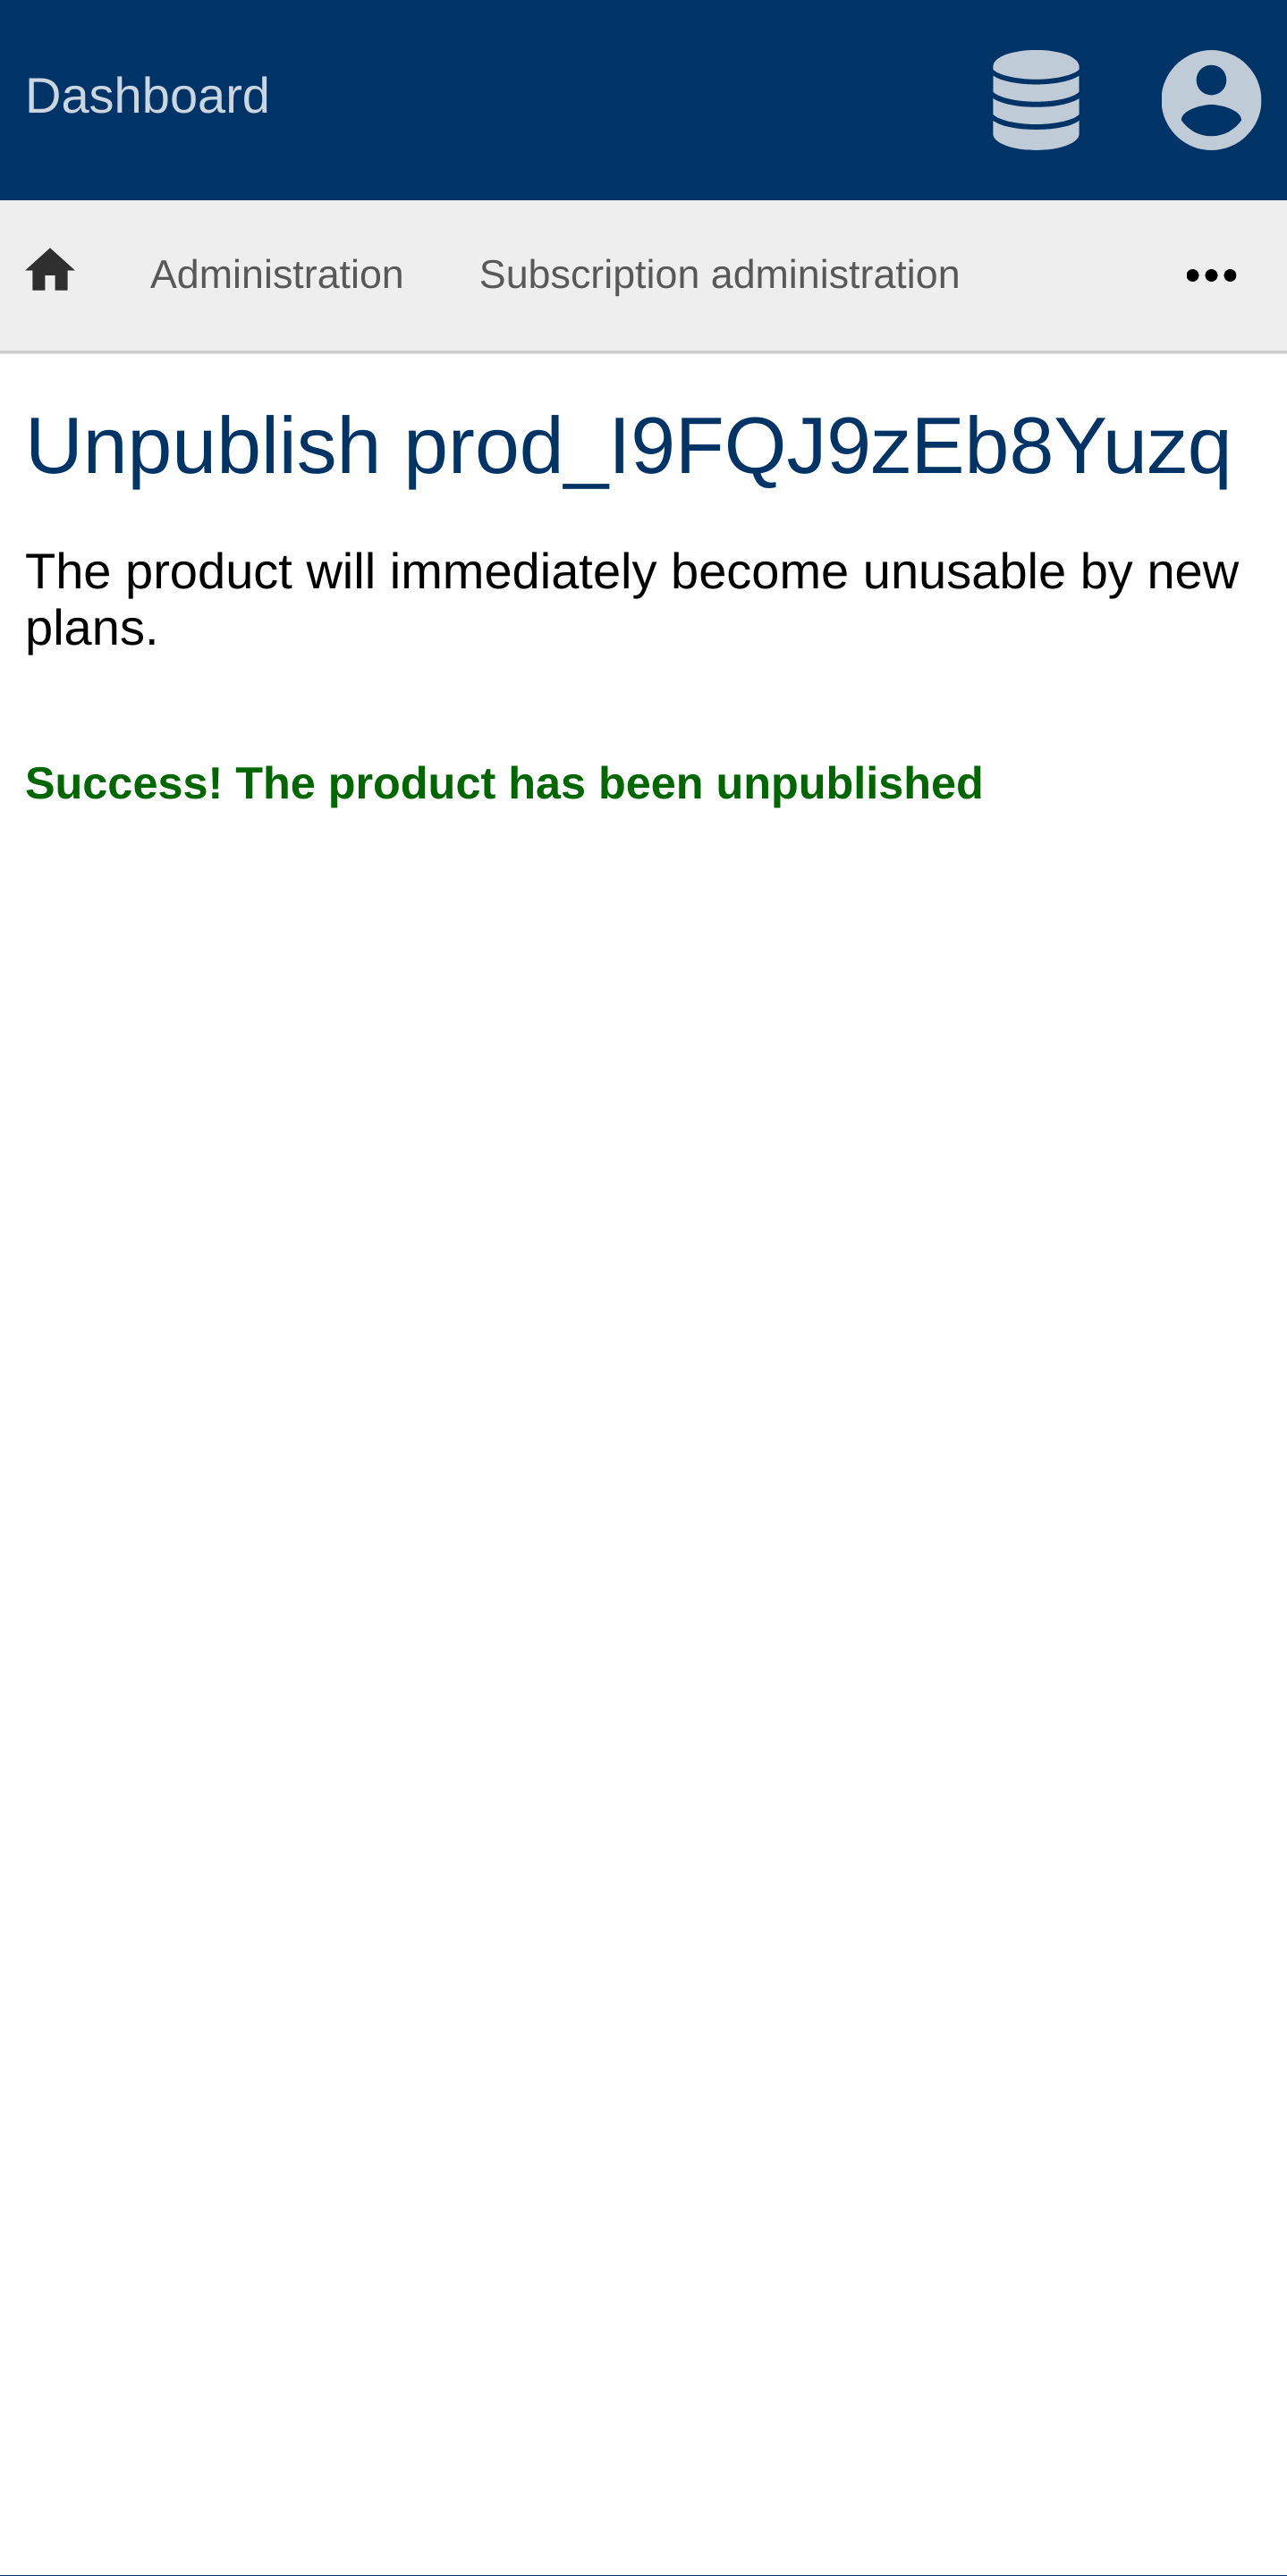 Dashboard
Administration Subscription administration
Unpublish prod_I9FQJ9zEb8Yuzq
The product will immediately become unusable by new
plans.
Success! The product has been unpublished